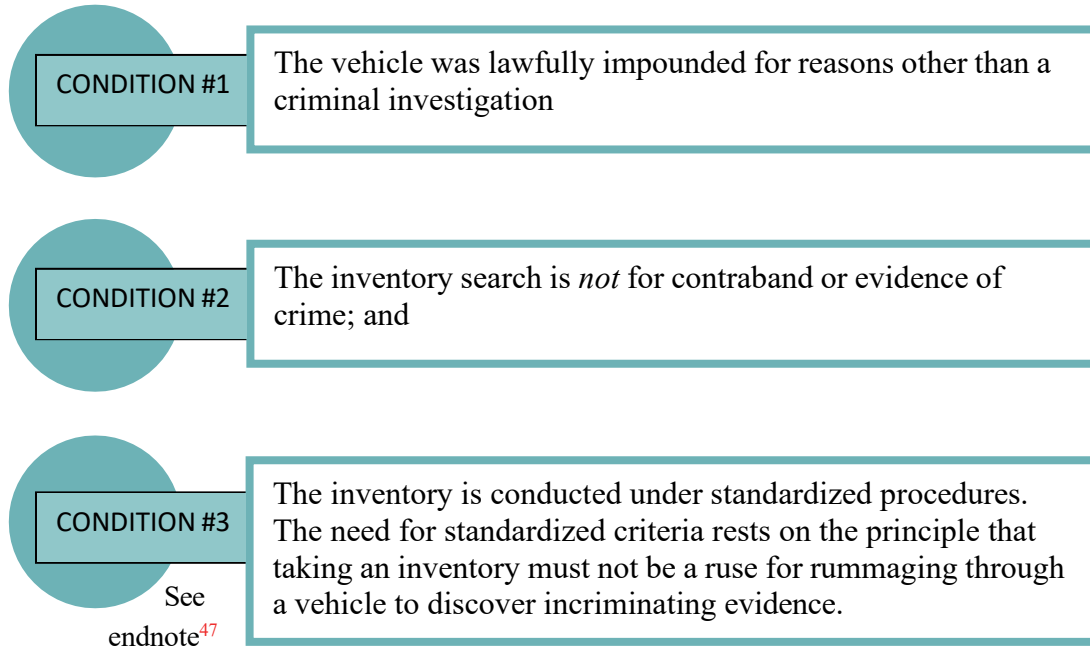 CONDITION #1
The vehicle was lawfully impounded for reasons other than a
criminal investigation
CONDITION #2
The inventory search is not for contraband or evidence of
crime; and
CONDITION #3
The inventory is conducted under standardized procedures.
The need for standardized criteria rests on the principle that
taking an inventory must not be a ruse for rummaging through
a vehicle to discover incriminating evidence.
See
endnote47